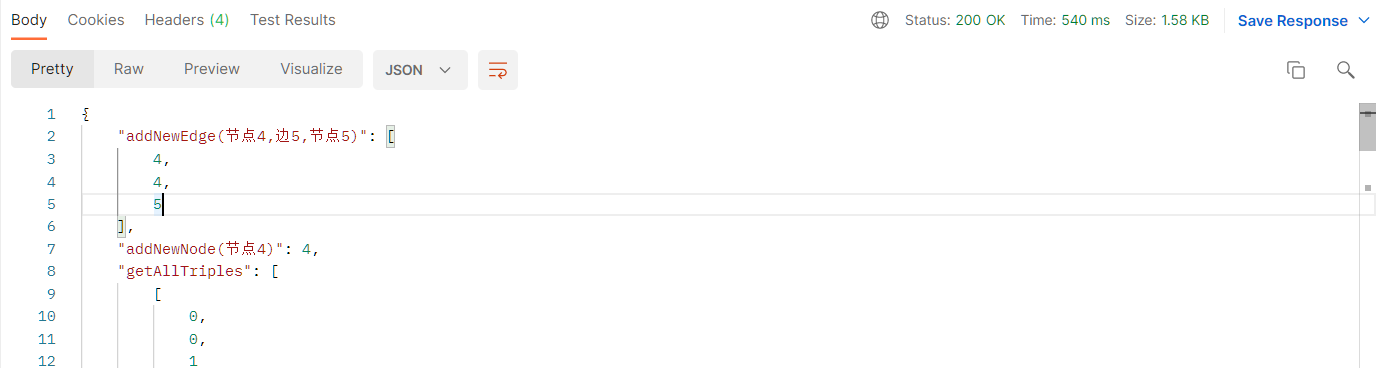 Body Cookies Headers (4) Test Results Status: 200 OK Time: 540 ms Size: 1.58 KB Save Response
Pretty Raw Preview Visualize JSON
1 {
2 "addNewEdge(节点4,边5,节点5)": [
3 4,
4 4,
5 5
6 ],
7 "addNewNode(节点4)": 4,
8 "getAllTriples": [
9 [
10 0,
11 0,
12 1